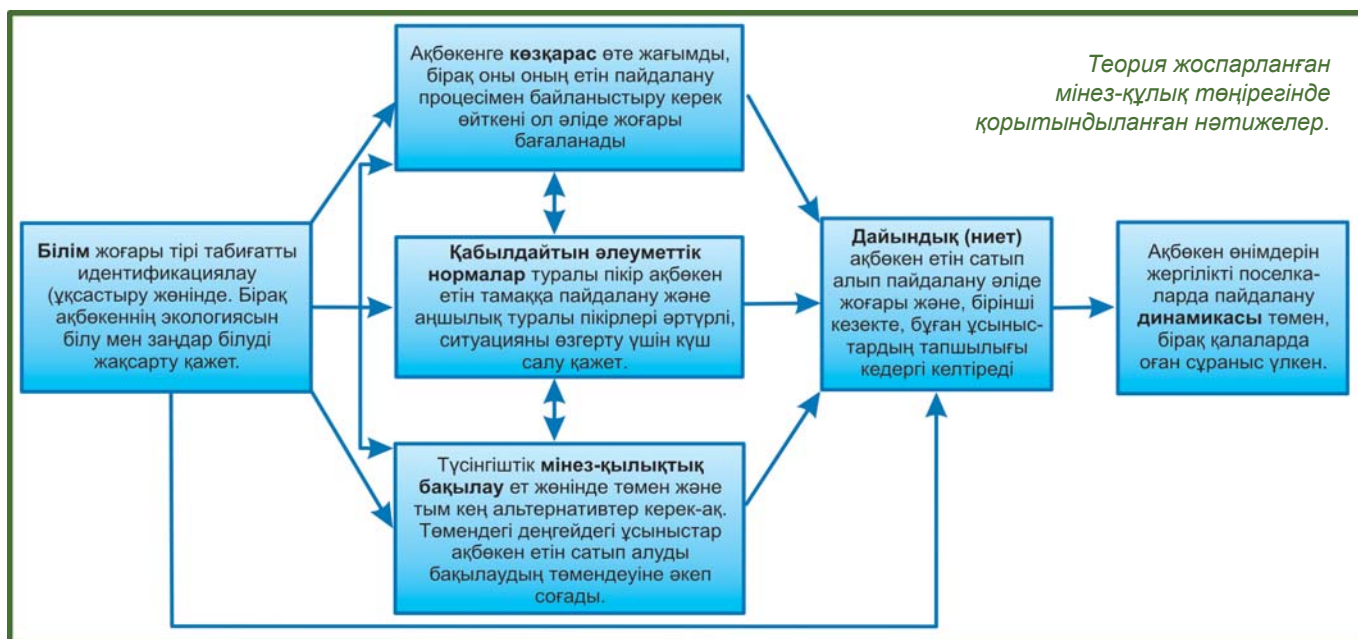 Теория жоспарланған
мінез-құлық төңірегінде
қорытындыланған нәтижелер.
Ақбөкенге көзқарас өте жағымды,
бірақ оны оның етін пайдалану
процесімен байланыстыру керек
өйткені ол әліде жоғары
бағаланады
Білім жоғары тірі табиғатты
идентификациялау
(ұқсастыру жөнінде. Бірақ
ақбөкеннің экологиясын
білу мен заңдар білуді
жақсарту қажет.
Қабылдайтын әлеуметтік
нормалар туралы пікір ақбөкен
етін тамаққа пайдалану және
аңшылық туралы пікірлері әртүрлі,
ситуацияны өзгерту үшін күш
салу қажет.
Түсінгіштік мінез-қылықтық
бақылау ет жөнінде төмен және
тым кең альтернативтер керек-ақ.
Төмендегі деңгейдегі ұсыныстар
ақбөкен етін сатып алуды
бақылаудың төмендеуіне әкеп
соғады.
Дайындық (ниет)
ақбөкен етін сатып
алып пайдалану әліде
жоғары және, бірінші
кезекте, бұған ұсыныс-
тардың тапшылығы
кедергі келтіреді
Ақбөкен өнімдерін
жергілікті поселка-
ларда пайдалану
динамикасы төмен,
бірақ қалаларда
оған сұраныс үлкен.